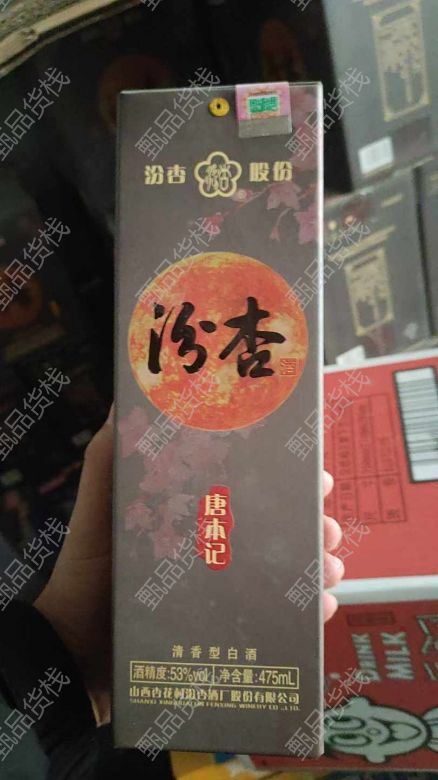 汾杏 股份
汾杏
唐本记
清香型白酒
酒精度:53%vol 净含量:475mL
山西杏花村汾杏酒厂股份有限公司
SHANXI XINGHUACUN FENXING WINERY CO.,LTD.
DRINK
MILK
甄品货栈